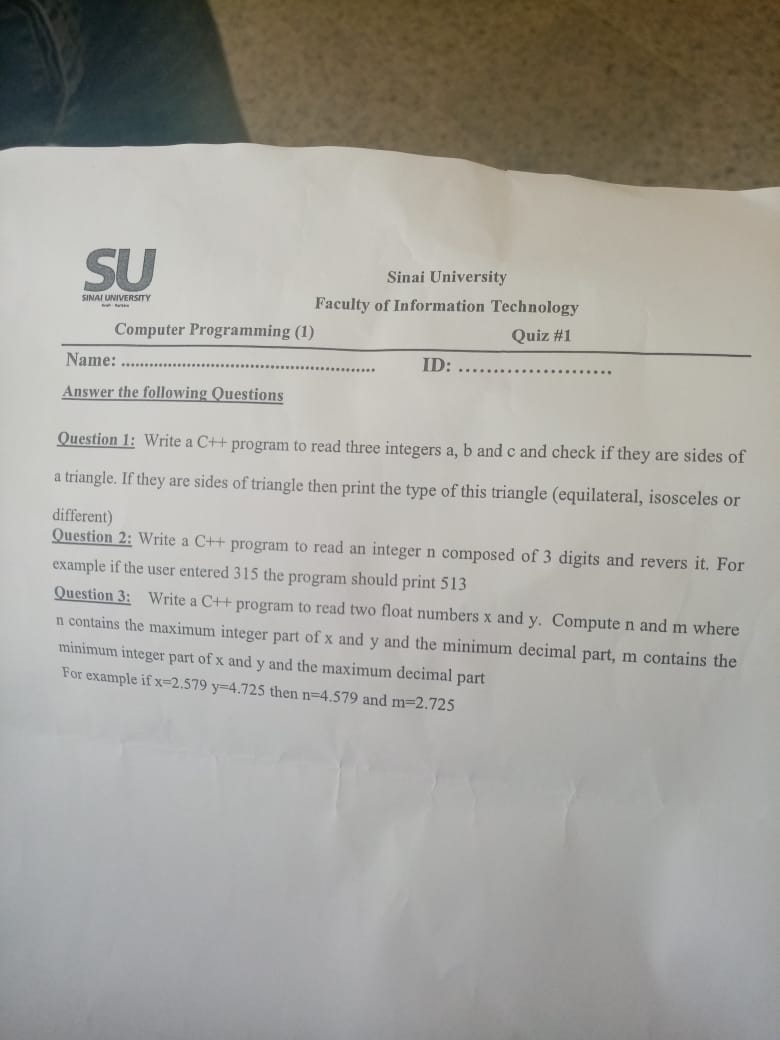 SU
SINAI UNIVERSITY
Sinai University
Faculty of Information Technology
Computer Programming (1) Quiz #1
Name: .................................................... ID: ......................
Answer the following Questions
Question 1: Write a C++ program to read three integers a, b and c and check if they are sides of
a triangle. If they are sides of triangle then print the type of this triangle (equilateral, isosceles or
different)
Question 2: Write a C++ program to read an integer n composed of 3 digits and revers it. For
example if the user entered 315 the program should print 513
Question 3: Write a C++ program to read two float numbers x and y. Compute n and m where
n contains the maximum integer part of x and y and the minimum decimal part, m contains the
minimum integer part of x and y and the maximum decimal part
For example if x=2.579 y=4.725 then n=4.579 and m=2.725